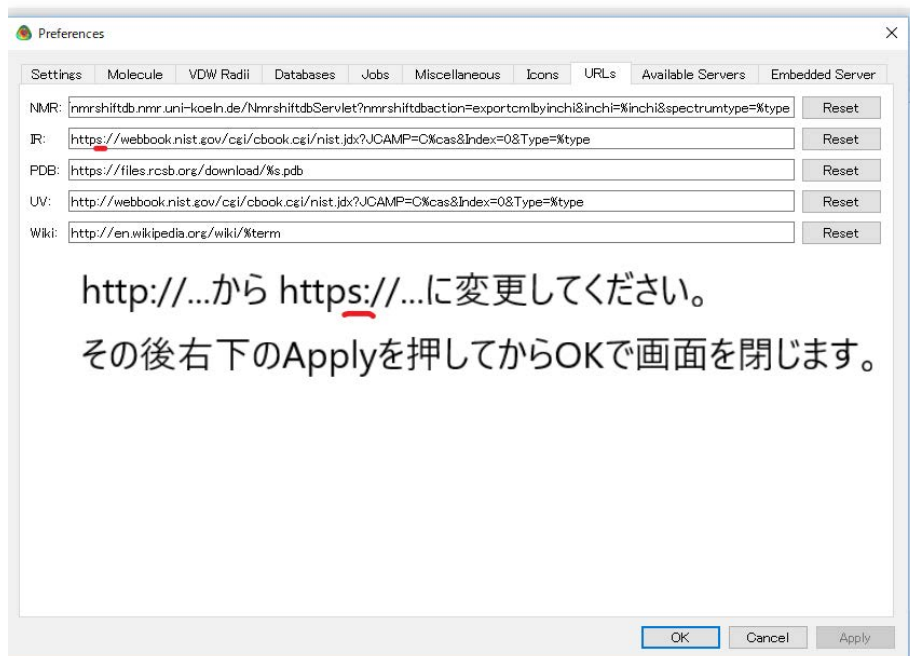 Preferences
Settings Molecule VDW Radii Databases Jobs Miscellaneous Icons URLs Available Servers Embedded Server
NMR: nmrshiftdb.nmr.uni-koeln.de/NmrshiftdbServlet?nmrshiftdbaction=exportcmlbyinchi&inchi=%inchi&spectrumtype=%type Reset
IR: https://webbook.nist.gov/cgi/cbook.cgi/nist.jdx?JCAMP=C%cas&Index=0&Type=%type Reset
PDB: https://files.rcsb.org/download/%s.pdb Reset
UV: http://webbook.nist.gov/cgi/cbook.cgi/nist.jdx?JCAMP=C%cas&Index=0&Type=%type Reset
Wiki: http://en.wikipedia.org/wiki/%term Reset
http://...から https://...に変更してください。
その後右下のApplyを押してからOKで画面を閉じます。
OK Cancel Apply